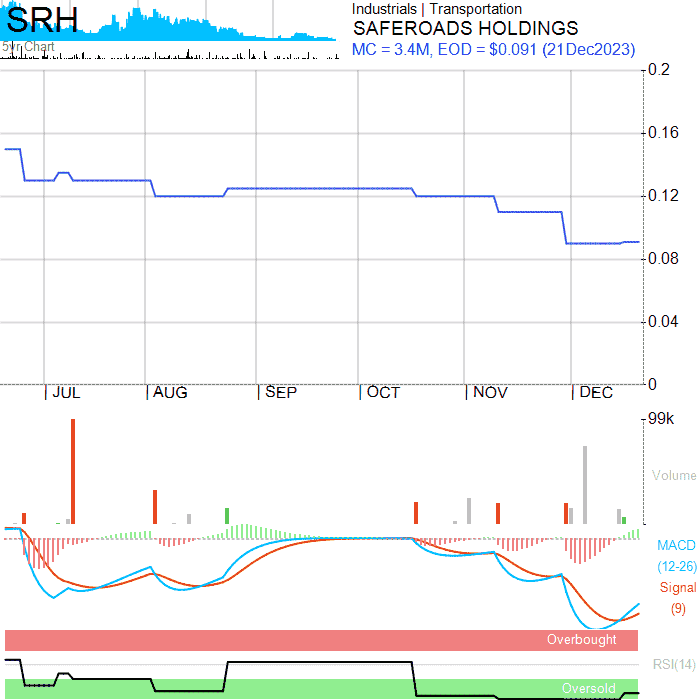 SRH
5yr Chart
Industrials | Transportation
SAFEROADS HOLDINGS
MC = 3.4M, EOD = $0.091 (21Dec2023)
0.2
0.16
0.12
0.08
0.04
0
JUL AUG SEP OCT NOV DEC
99k
Volume
MACD
(12-26)
Signal
(9)
Overbought
RSI(14)
Oversold